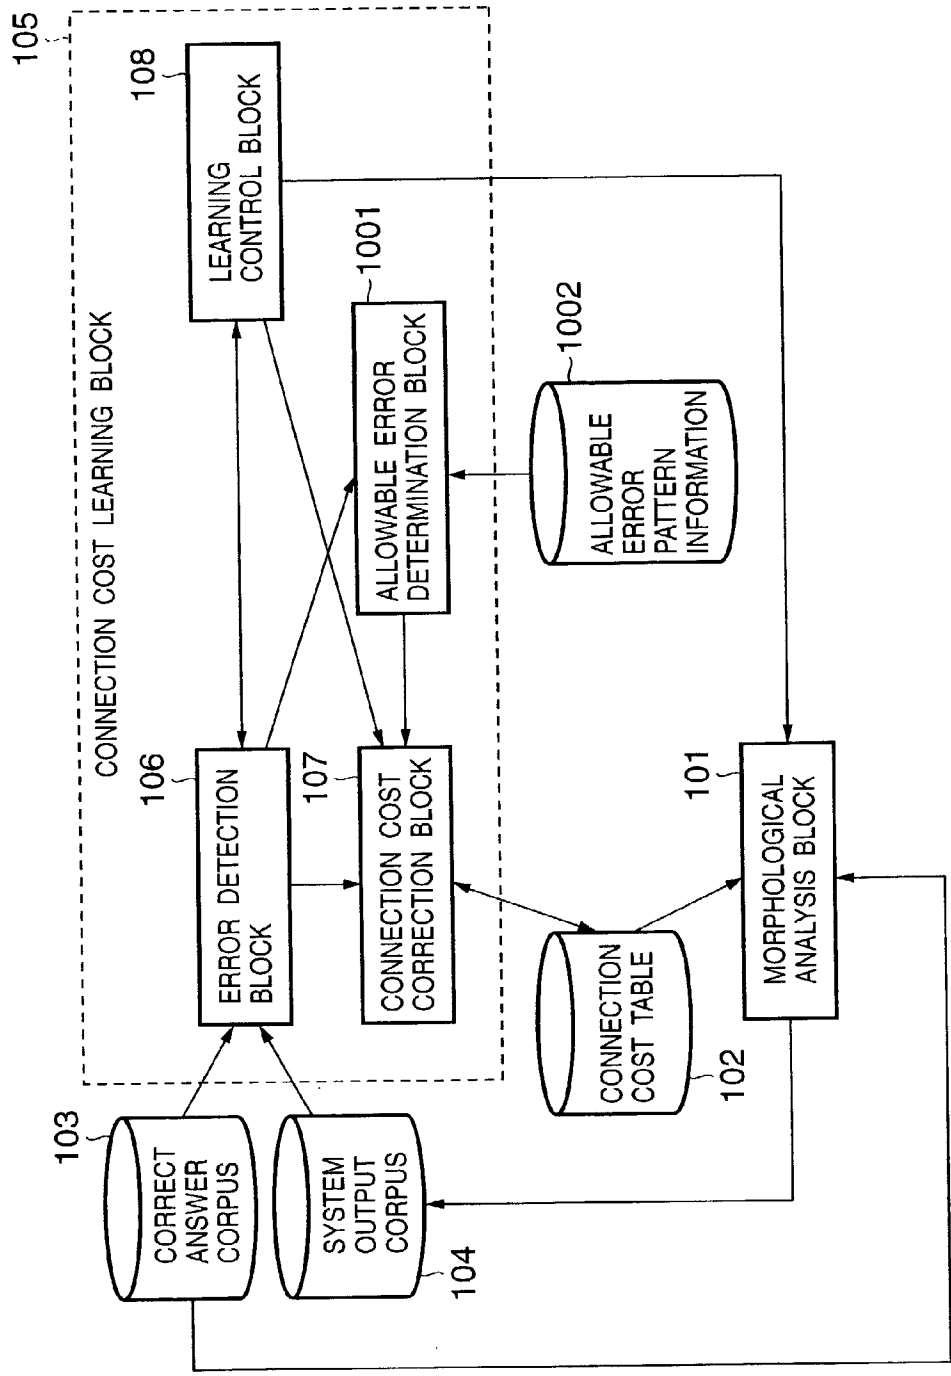 105
CONNECTION COST LEARNING BLOCK
103
CORRECT
ANSWER
CORPUS
106
ERROR DETECTION
BLOCK
108
LEARNING
CONTROL BLOCK
104
SYSTEM
OUTPUT
CORPUS
107
CONNECTION COST
CORRECTION BLOCK
1001
ALLOWABLE ERROR
DETERMINATION BLOCK
102
CONNECTION
COST TABLE
1002
ALLOWABLE
ERROR
PATTERN
INFORMATION
101
MORPHOLOGICAL
ANALYSIS BLOCK